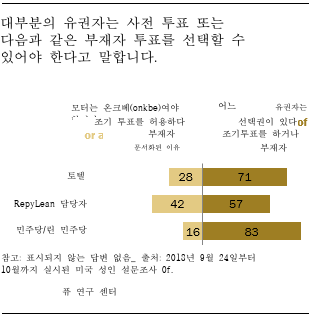 대부분의 유권자는 사전 투표 또는
다음과 같은 부재자 투표를 선택할 수
있어야 한다고 말합니다.
모터는 온크베(onkbe)여야
조기 투표를 허용하다
or a
부재자
문서화된 이유
어느 유권자는
선택권이 있다of
조기투표를 하거나
부재자
토텔 28 71
RepyLean 담당자 42 57
민주당/린 민주당 16 83
참고: 표시되지 않는 답변 없음_ 출처: 2018년 9월 24일부터
10월까지 실시된 미국 성인 설문조사 0f.
퓨 연구 센터